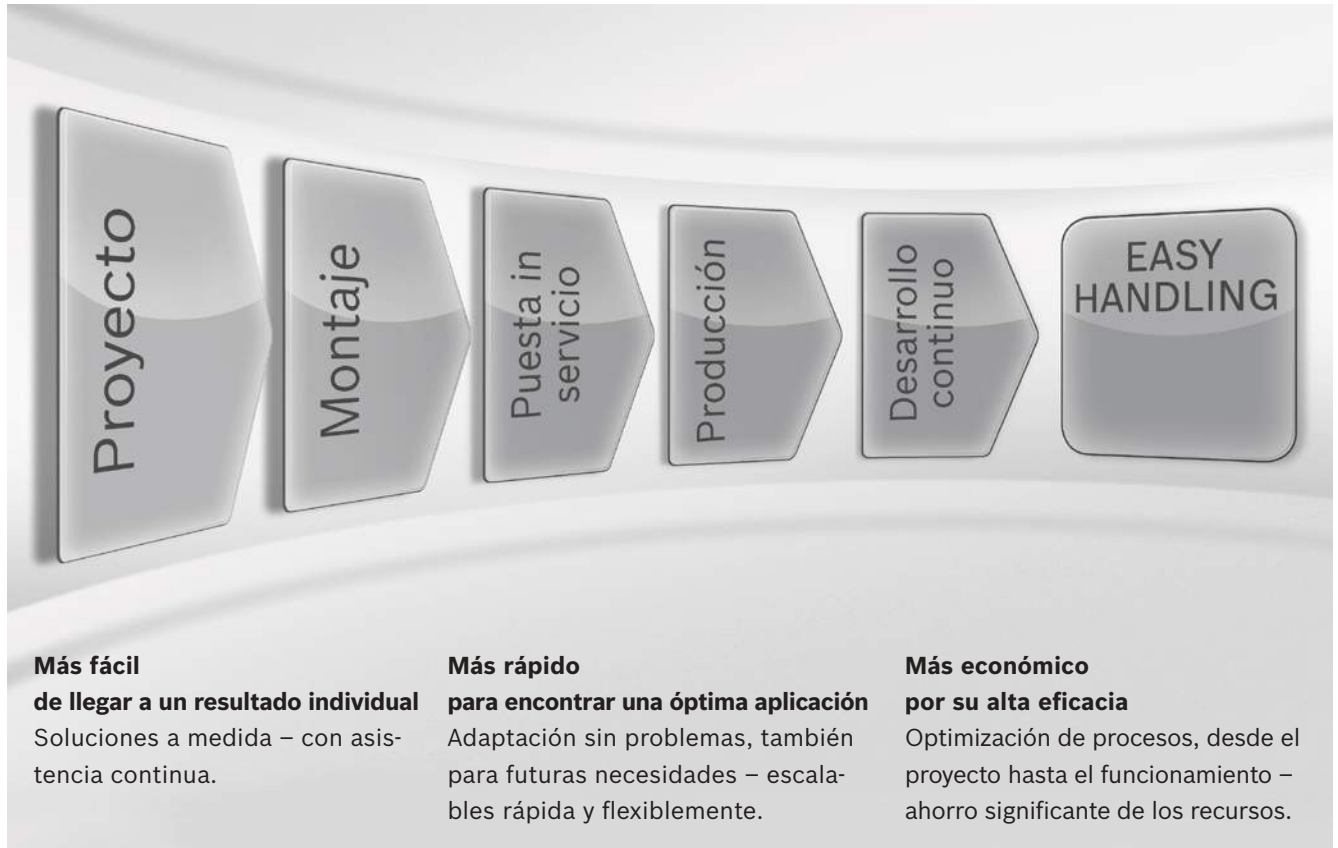 Proyecto
Montaje
Puesta in
servicio
Producción
Desarrollo
continuo
EASY
HANDLING
Más fácil
de llegar a un resultado individual
Soluciones a medida – con asis-
tencia continua.
Más rápido
para encontrar una óptima aplicación
Adaptación sin problemas, también
para futuras necesidades – escala-
bles rápida y flexiblemente.
Más económico
por su alta eficacia
Optimización de procesos, desde el
proyecto hasta el funcionamiento –
ahorro significante de los recursos.